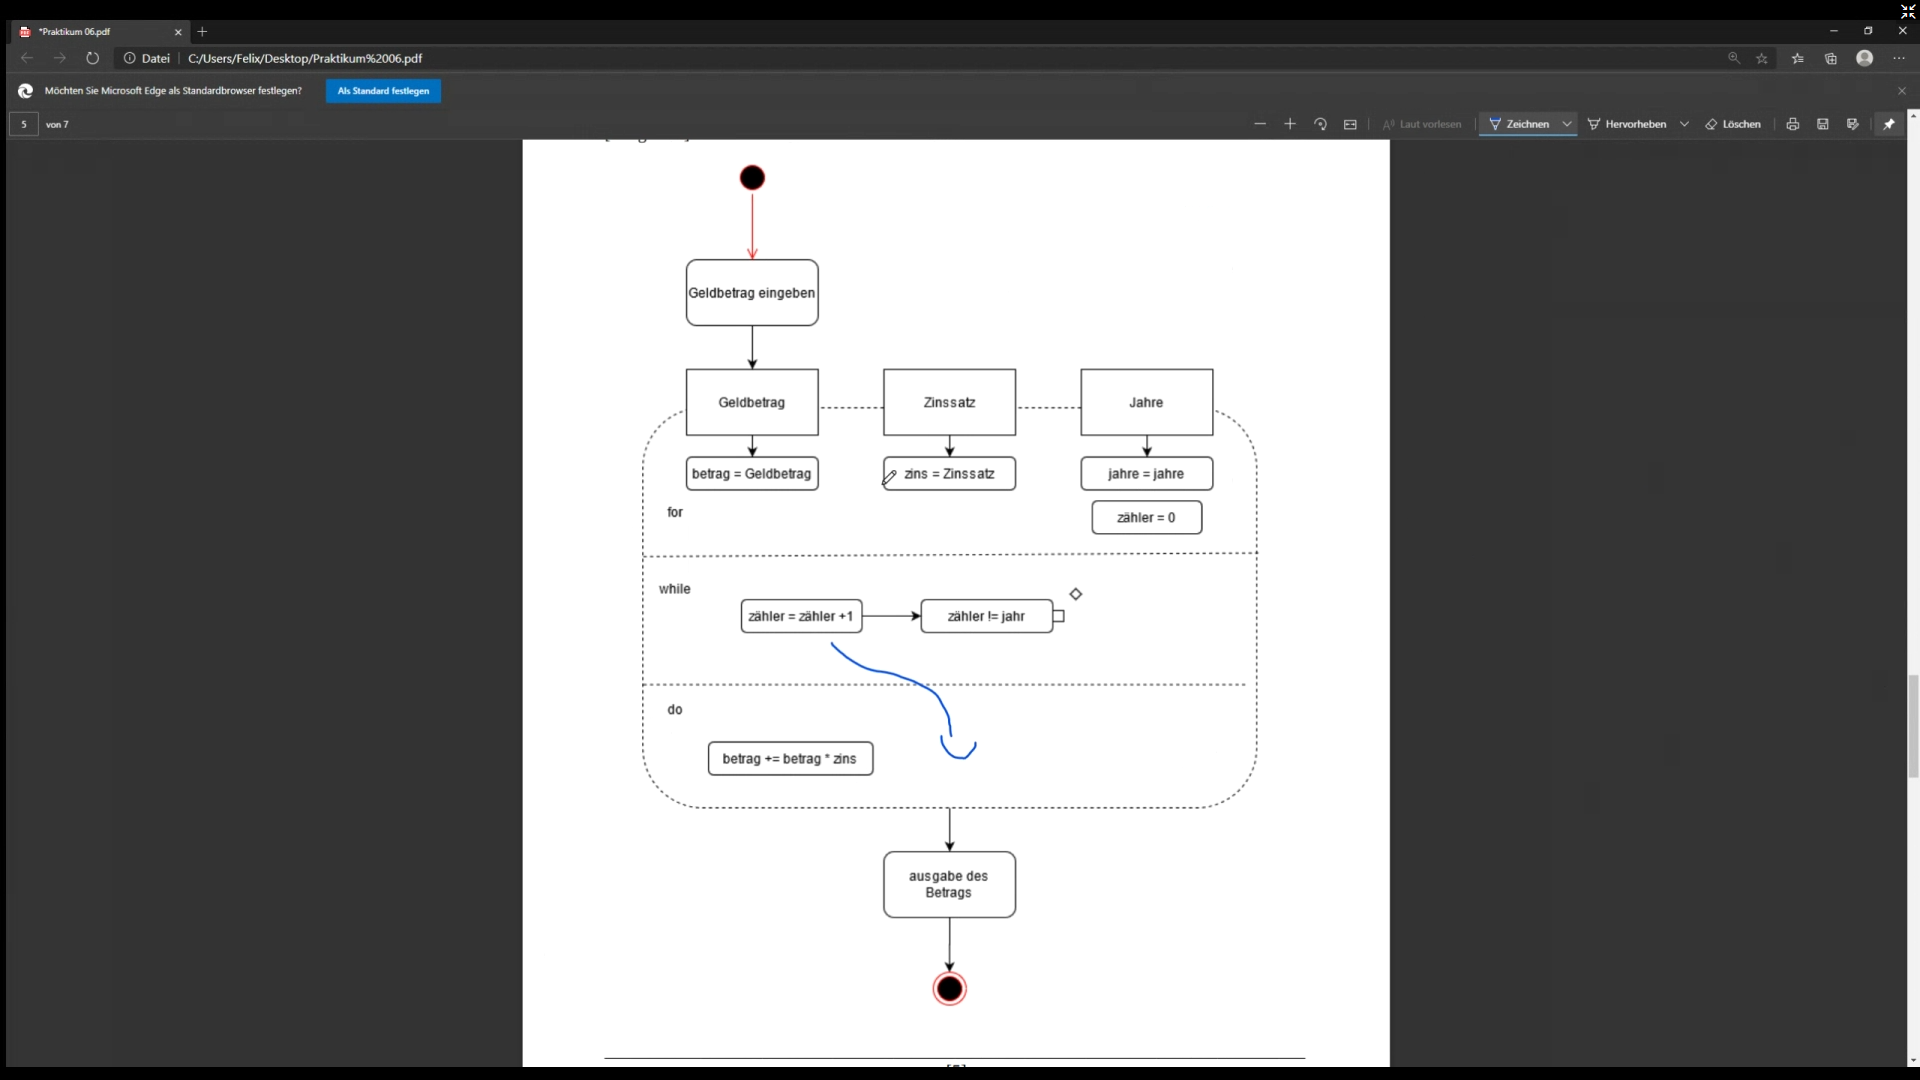 *Praktikum 06.pdf
Datei
C:/Users/Felix/Desktop/Praktikum%2006.pdf
Möchten Sie Microsoft Edge als Standardbrowser festlegen?
Als Standard festlegen
5 von 7
Laut vorlesen
Zeichnen
Hervorheben
Löschen
Geldbetrag eingeben
Geldbetrag
Zinssatz
Jahre
betrag = Geldbetrag
zins = Zinssatz
jahre = jahre
for
zähler = 0
while
zähler = zähler +1
zähler != jahr
do
betrag += betrag * zins
ausgabe des
Betrags